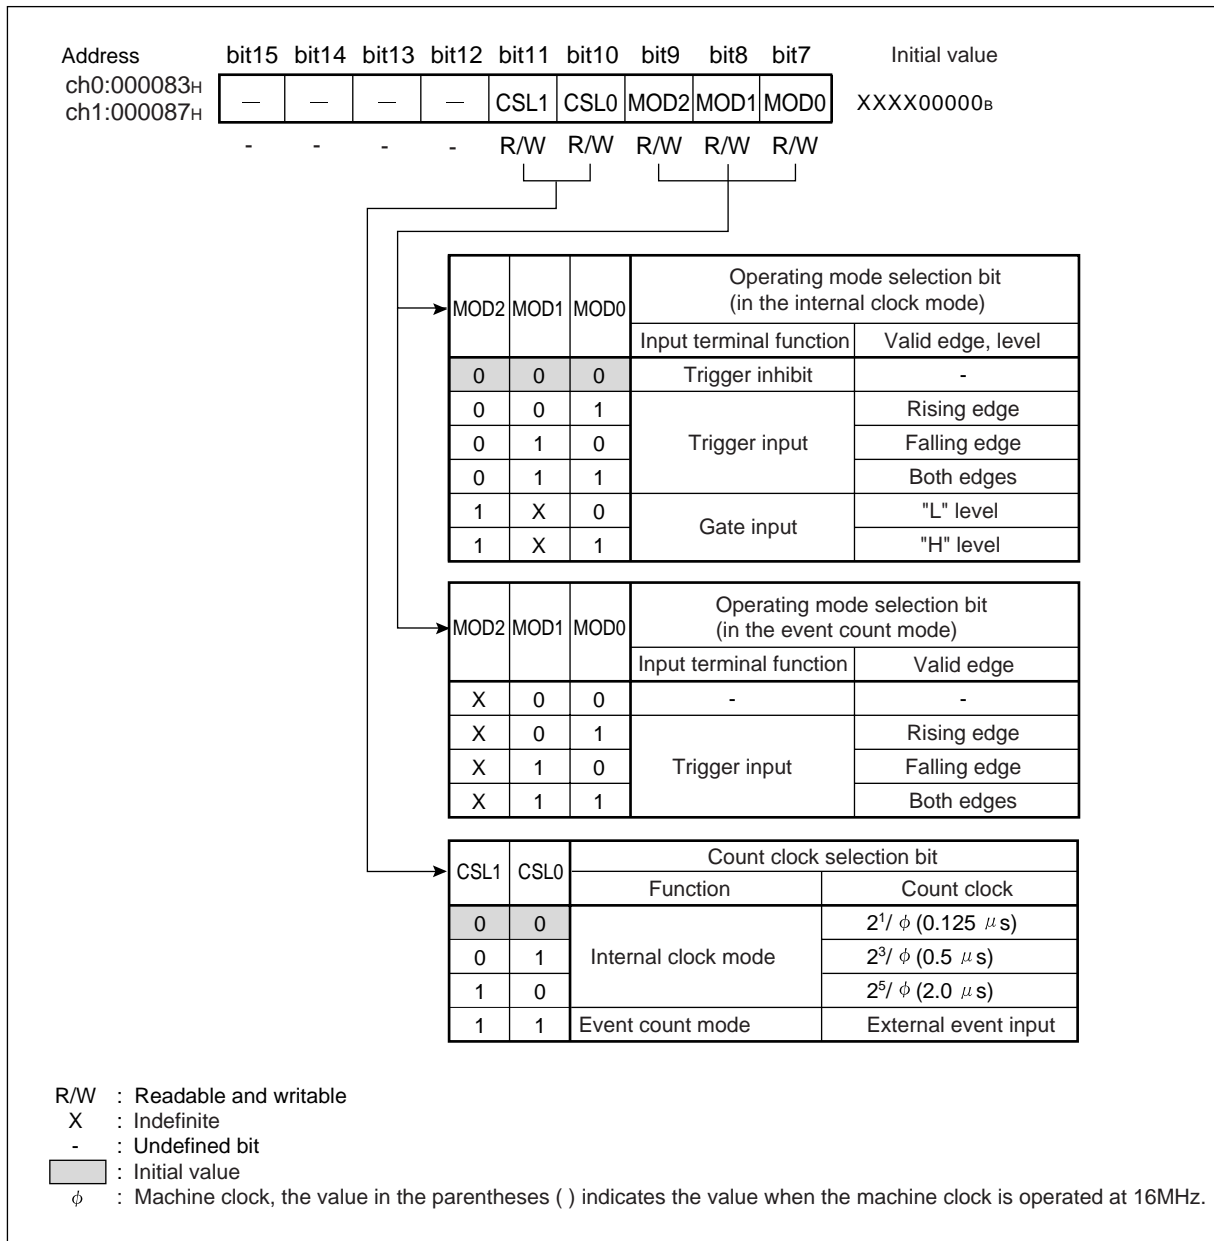 Address bit15 bit14 bit13 bit12 bit11 bit10 bit9 bit8 bit7 Initial value
ch0:000083H
ch1:000087H
— — — — CSL1 CSL0 MOD2 MOD1 MOD0 XXXX00000B
- - - - R/W R/W R/W R/W R/W
MOD2 MOD1 MOD0 Operating mode selection bit
(in the internal clock mode)
Input terminal function Valid edge, level
0 0 0 Trigger inhibit -
0 0 1 Rising edge
0 1 0 Trigger input Falling edge
0 1 1 Both edges
1 X 0 "L" level
Gate input
1 X 1 "H" level
MOD2 MOD1 MOD0 Operating mode selection bit
(in the event count mode)
Input terminal function Valid edge
X 0 0 - -
X 0 1 Rising edge
X 1 0 Trigger input Falling edge
X 1 1 Both edges
CSL1 CSL0 Count clock selection bit
Function Count clock
0 0 2¹/ φ (0.125 μs)
0 1 Internal clock mode 2³/ φ (0.5 μs)
1 0 2⁵/ φ (2.0 μs)
1 1 Event count mode External event input
R/W : Readable and writable
X : Indefinite
- : Undefined bit
: Initial value
φ : Machine clock, the value in the parentheses ( ) indicates the value when the machine clock is operated at 16MHz.